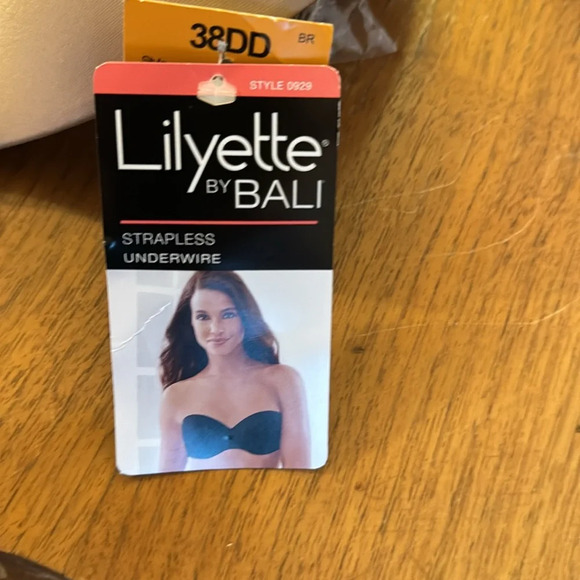 38DD BR
STYLE 0929
Lilyette®
BY BALI
STRAPLESS
UNDERWIRE